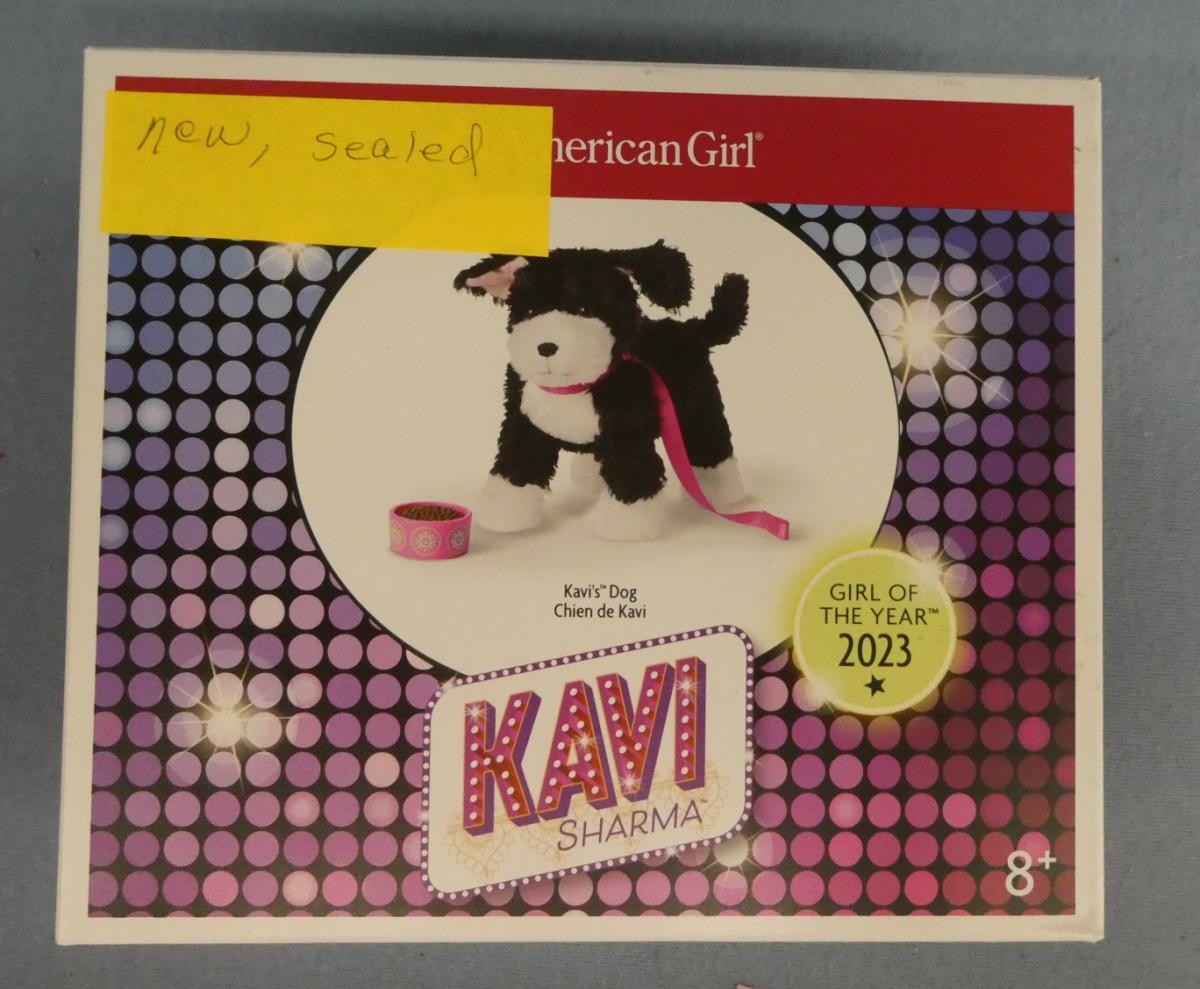 new, sealed
merican Girl®
Kavi's™ Dog
Chien de Kavi
GIRL OF
THE YEAR™
2023
KAVI
SHARMA™
8+